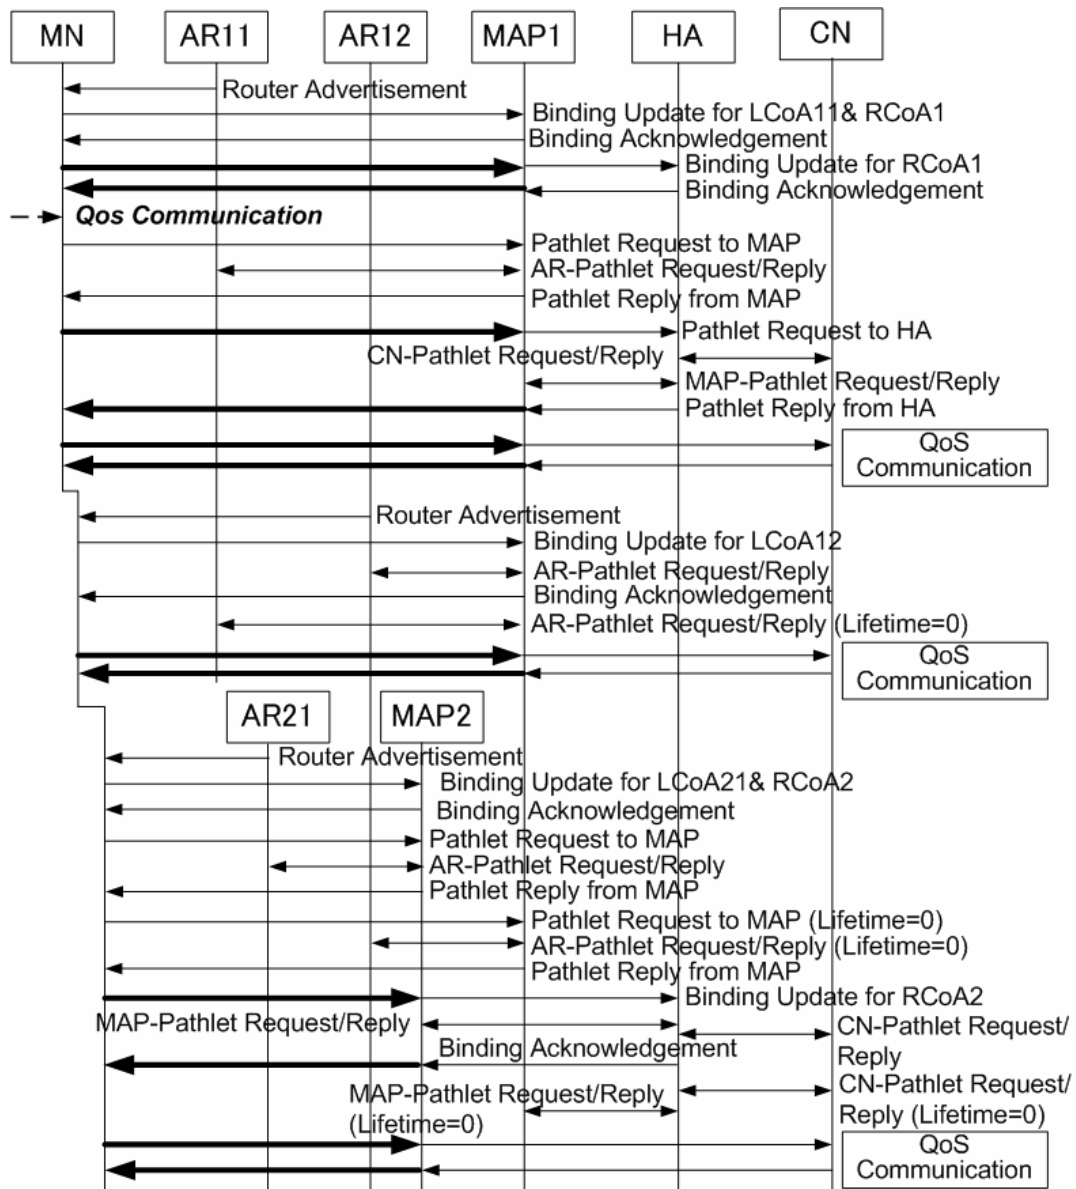 MN AR11 AR12 MAP1 HA CN
Router Advertisement
Binding Update for LCoA11& RCoA1
Binding Acknowledgement
Binding Update for RCoA1
Binding Acknowledgement
Qos Communication
Pathlet Request to MAP
AR-Pathlet Request/Reply
Pathlet Reply from MAP
Pathlet Request to HA
CN-Pathlet Request/Reply
MAP-Pathlet Request/Reply
Pathlet Reply from HA
QoS
Communication
Router Advertisement
Binding Update for LCoA12
AR-Pathlet Request/Reply
Binding Acknowledgement
AR-Pathlet Request/Reply (Lifetime=0)
QoS
Communication
AR21 MAP2
Router Advertisement
Binding Update for LCoA21& RCoA2
Binding Acknowledgement
Pathlet Request to MAP
AR-Pathlet Request/Reply
Pathlet Reply from MAP
Pathlet Request to MAP (Lifetime=0)
AR-Pathlet Request/Reply (Lifetime=0)
Pathlet Reply from MAP
Binding Update for RCoA2
MAP-Pathlet Request/Reply
CN-Pathlet Request/
Reply
Binding Acknowledgement
CN-Pathlet Request/
Reply (Lifetime=0)
MAP-Pathlet Request/Reply
(Lifetime=0)
QoS
Communication